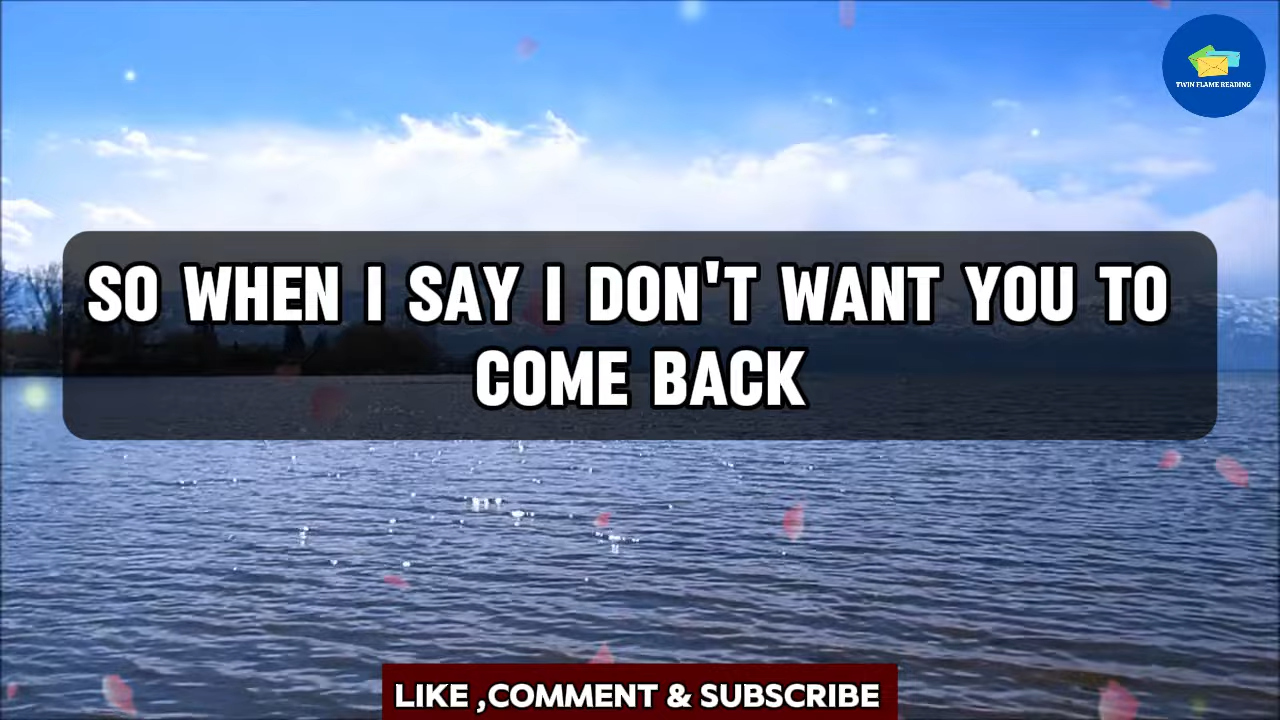 TWIN FLAME READING
SO WHEN I SAY I DON'T WANT YOU TO
COME BACK
LIKE ,COMMENT & SUBSCRIBE